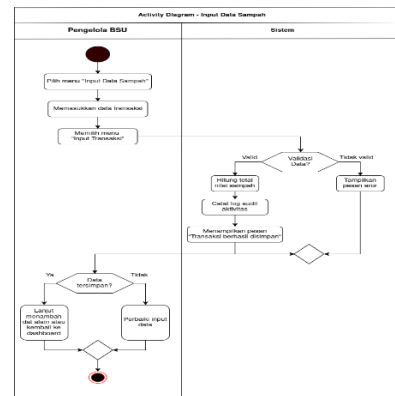 Activity Diagram - Input Data Sampah
Pengelola BSU
Sistem
Pilih menu "Input Data Sampah"
Memasukkan data transaksi
Memilih menu
"Input Transaksi"
Valid
Validasi
Data?
Tidak valid
Hitung total
nilai sampah
Tampilkan
pesan error
Catat log audit
aktivitas
Menampilkan pesan
"Transaksi berhasil disimpan"
Ya
Data
tersimpan?
Tidak
Lanjut
menambah
atau
kembali ke
dashboard
Perbaiki input
data